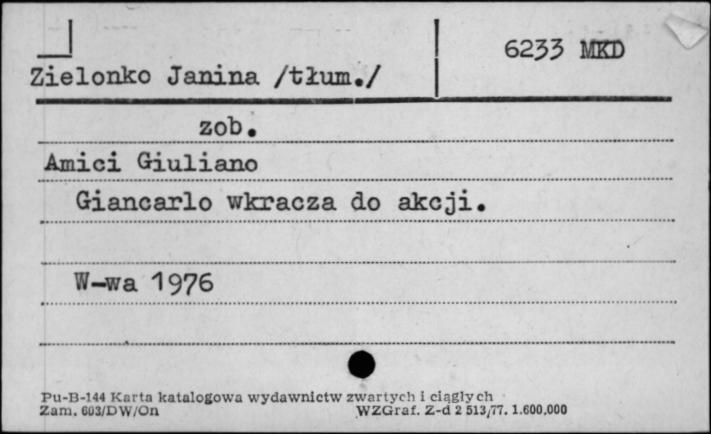 6233 MKD
Zielonko Janina /tłum./
zob.
Amici Giuliano
Giancarlo wkracza do akcji.
W-wa 1976
Pu-B-144 Karta katalogowa wydawnictw zwartych i ciągłych
Zam. 603/DW/On WZGraf. Z-d 2 513/77. 1.600.000